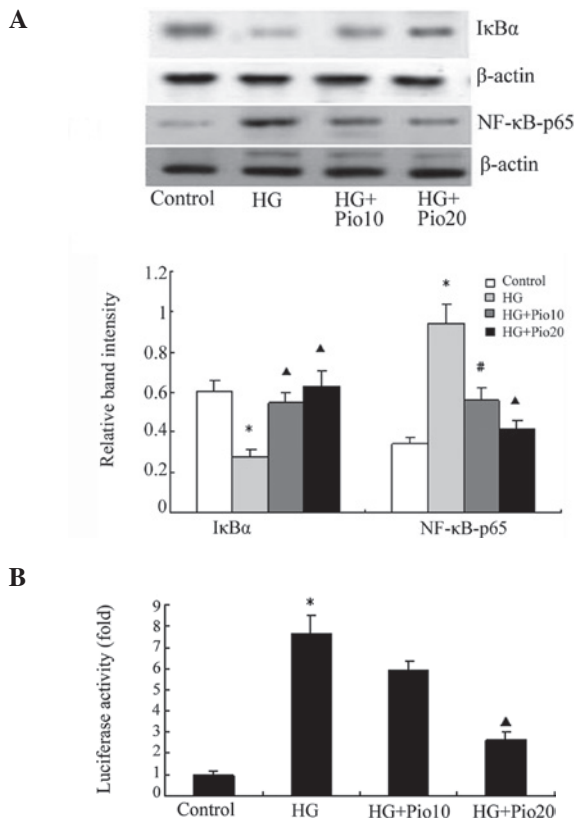 A
IκBα
β-actin
NF-κB-p65
β-actin
Control HG HG+ Pio10 HG+ Pio20
1.2
1
0.8
0.6
0.4
0.2
0
Relative band intensity
Control
HG
HG+Pio10
HG+Pio20
*
▲
▲
*
#
▲
IκBα NF-κB-p65
B
9
8
7
6
5
4
3
2
1
0
Luciferase activity (fold)
*
▲
Control HG HG+Pio10 HG+Pio20